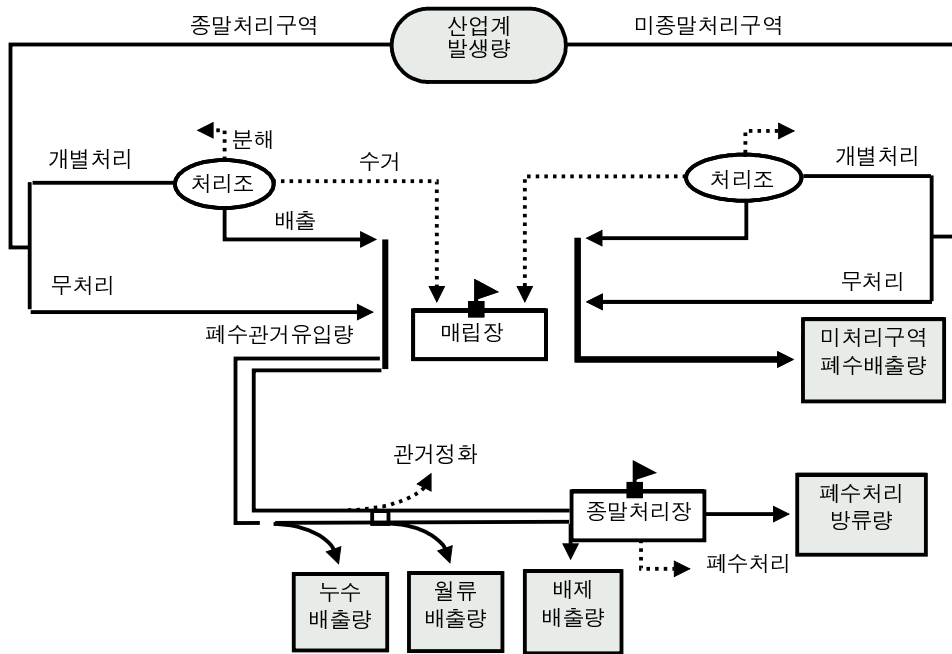 종말처리구역
산업계
발생량
미종말처리구역
분해
개별처리
수거
개별처리
처리조
처리조
배출
무처리
무처리
폐수관거유입량
매립장
미처리구역
폐수배출량
관거정화
종말처리장
폐수처리
방류량
폐수처리
누수
배출량
월류
배출량
배제
배출량